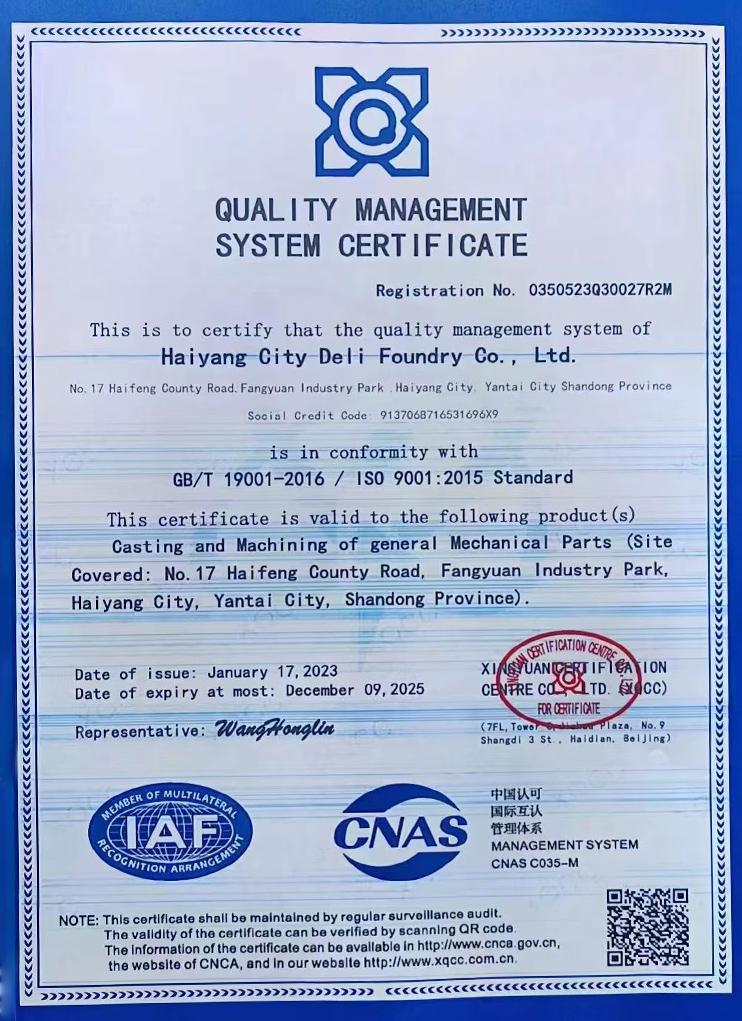 QUALITY MANAGEMENT
SYSTEM CERTIFICATE
Registration No. 0350523Q30027R2M
This is to certify that the quality management system of
Haiyang City Deli Foundry Co., Ltd.
No.17 Haifeng County Road, Fangyuan Industry Park, Haiyang City, Yantai City Shandong Province
Social Credit Code: 9137068716531696X9
is in conformity with
GB/T 19001-2016 / ISO 9001:2015 Standard
This certificate is valid to the following product(s)
Casting and Machining of general Mechanical Parts (Site
Covered: No.17 Haifeng County Road, Fangyuan Industry Park,
Haiyang City, Yantai City, Shandong Province).
Date of issue: January 17,2023
Date of expiry at most: December 09,2025
Representative: WangHonglin
XINGYUAN CERTIFICATION
CENTRE CO., LTD. (XQCC)
(7FL, Tower Plaza, No.9
Shangdi 3 St., Haidian, Beijing)
CERTIFICATION CENTRE CO.
FOR CERTIFICATE
MEMBER OF MULTILATERAL
IAF
RECOGNITION ARRANGEMENT
CNAS
中国认可
国际互认
管理体系
MANAGEMENT SYSTEM
CNAS C035-M
NOTE: This certificate shall be maintained by regular surveillance audit.
The validity of the certificate can be verified by scanning QR code.
The information of the certificate can be available in http://www.cnca.gov.cn,
the website of CNCA, and in our website http://www.xqcc.com.cn.